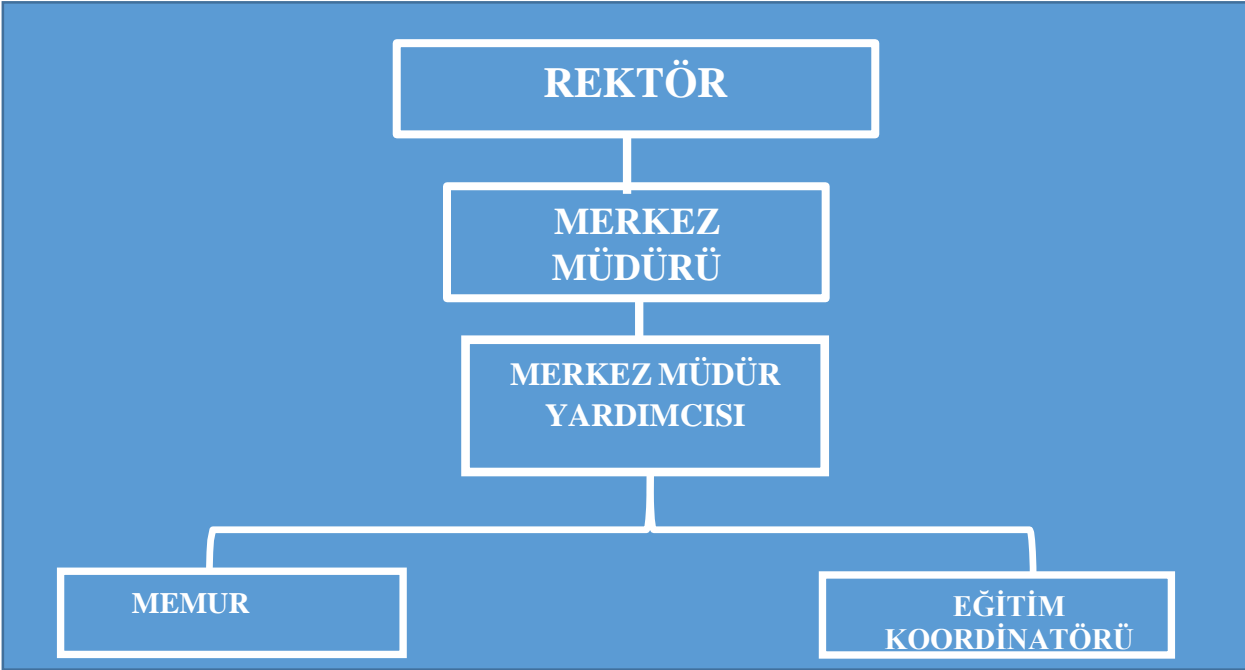 REKTÖR
MERKEZ
MÜDÜRÜ
MERKEZ MÜDÜR
YARDIMCISI
MEMUR
EĞİTİM
KOORDİNATÖRÜ